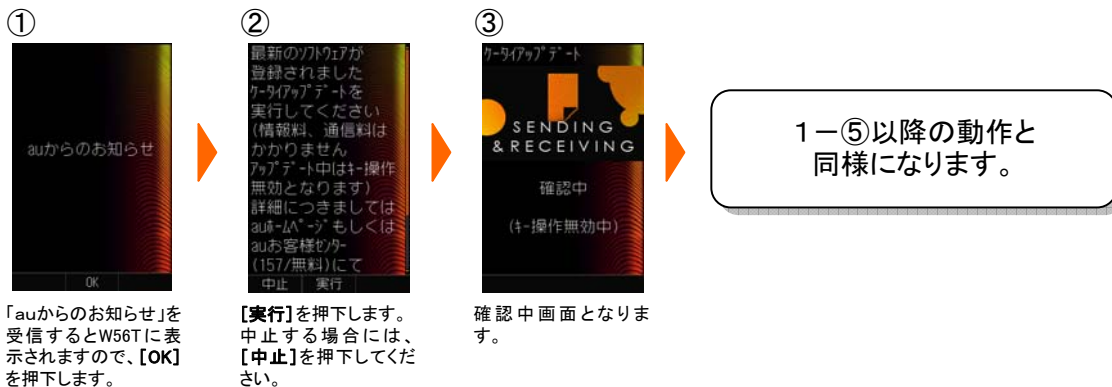 ①
auからのお知らせ
OK
「auからのお知らせ」を
受信するとW56Tに表
示されますので、[OK]
を押下します。
②
最新のソフトウェアが
登録されました
ケータイアップデートを
実行してください
(情報料、通信料は
かかりません
アップデート中はキー操作
無効となります)
詳細につきましては
auホームページもしくは
auお客様センター
(157/無料)にて
中止 実行
[実行]を押下します。
中止する場合には、
[中止]を押下してくだ
さい。
③
ケータイアップデート
SENDING
& RECEIVING
確認中
(キー操作無効中)
確認中画面となりま
す。
1－⑤以降の動作と
同様になります。